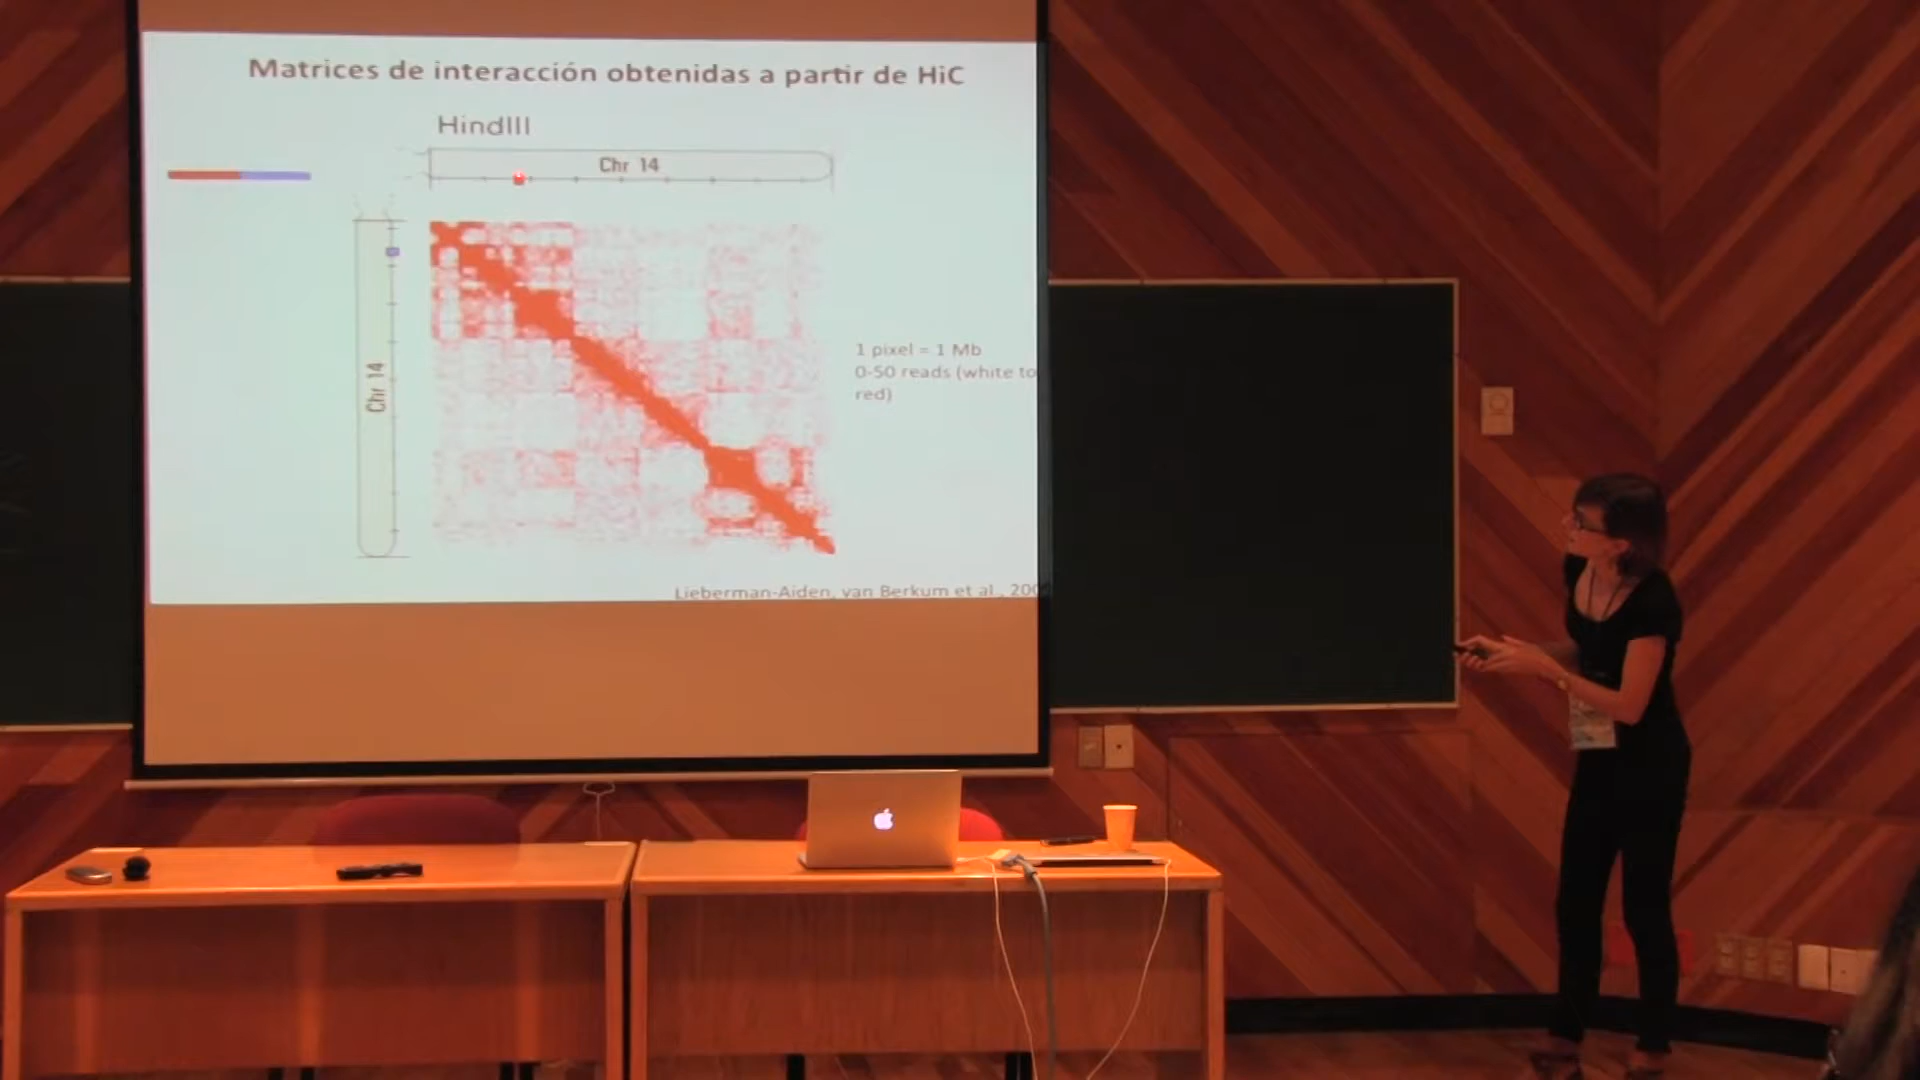 Matrices de interacción obtenidas a partir de HiC
HindIII
Chr 14
Chr 14
1 pixel = 1 Mb
0-50 reads (white to
red)
Lieberman-Aiden, van Berkum et al., 200